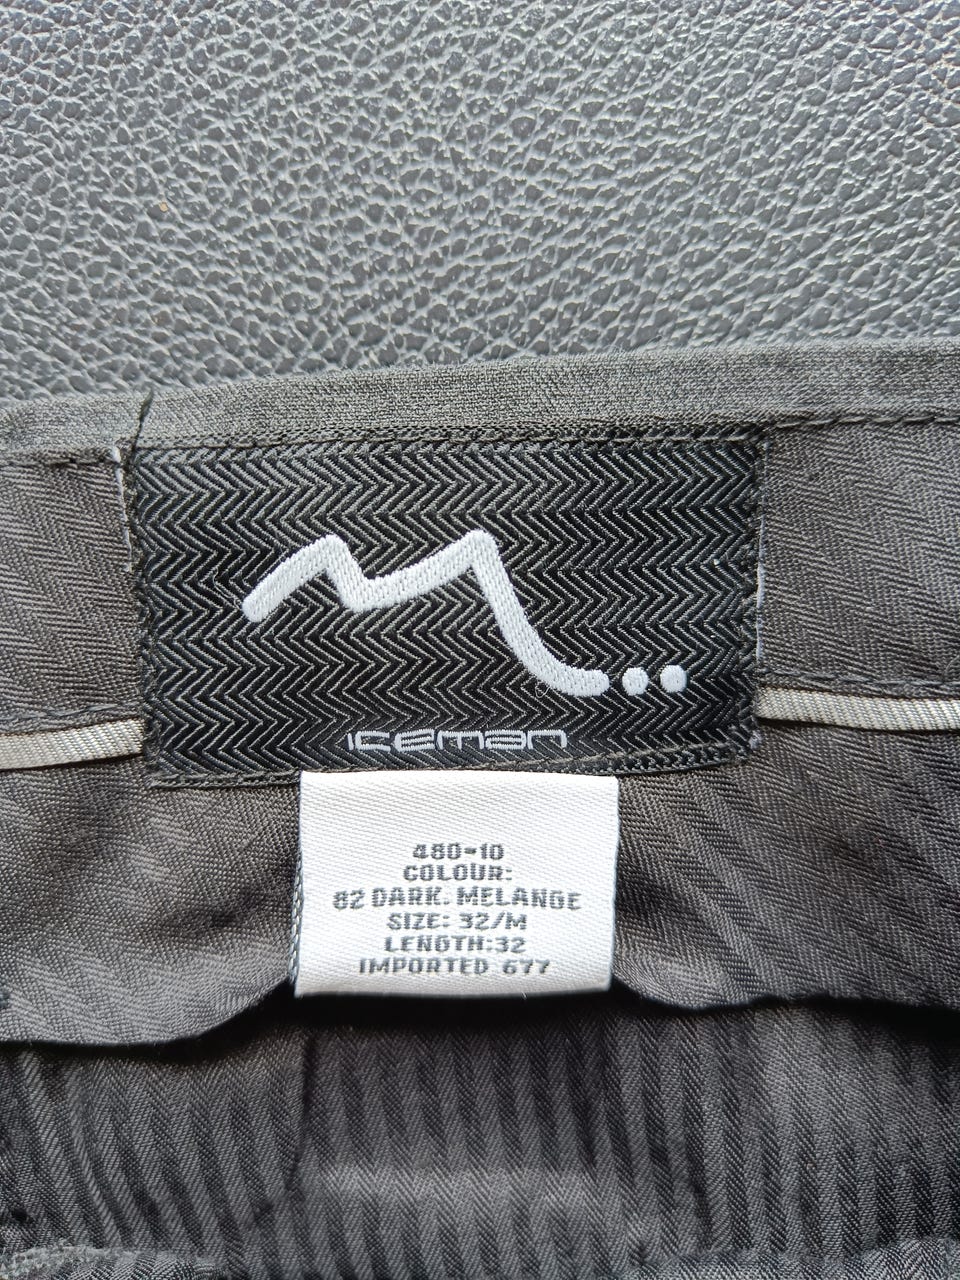 ICEMAN
480-10
COLOUR:
82 DARK. MELANGE
SIZE: 32/M
LENGTH:32
IMPORTED 677